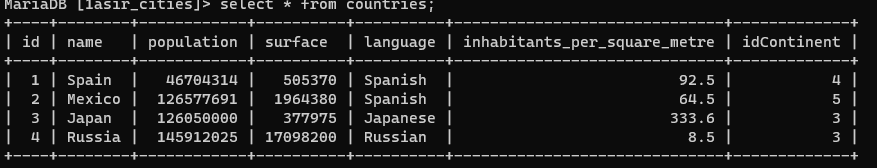 MariaDB [1asir_cities]> select * from countries;
+----+--------+------------+----------+----------+------------------------------+-------------+
| id | name   | population | surface  | language | inhabitants_per_square_metre | idContinent |
+----+--------+------------+----------+----------+------------------------------+-------------+
|  1 | Spain  |   46704314 |   505370 | Spanish  |                         92.5 |           4 |
|  2 | Mexico |  126577691 |  1964380 | Spanish  |                         64.5 |           5 |
|  3 | Japan  |  126050000 |   377975 | Japanese |                        333.6 |           3 |
|  4 | Russia |  145912025 | 17098200 | Russian  |                          8.5 |           3 |
+----+--------+------------+----------+----------+------------------------------+-------------+